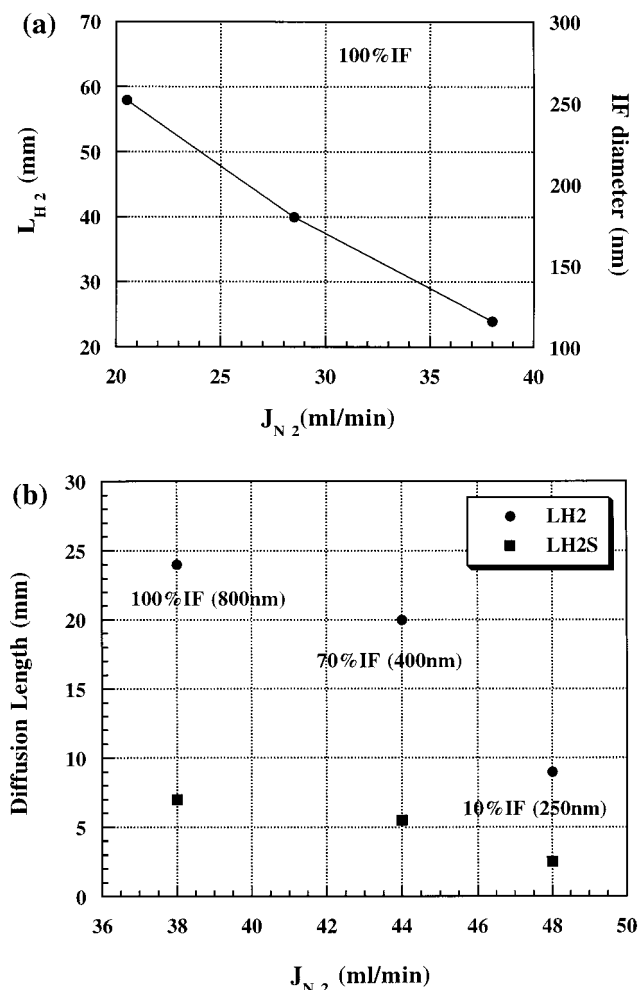 (a)
100%IF
70
60
50
40
30
20
L H 2 (mm)
300
250
200
150
100
IF diameter (nm)
20 25 30 35 40
J N 2 (ml/min)
(b)
30
25
20
15
10
5
0
Diffusion Length (mm)
LH2
LH2S
100%IF (800nm)
70%IF (400nm)
10%IF (250nm)
36 38 40 42 44 46 48 50
J N 2 (ml/min)